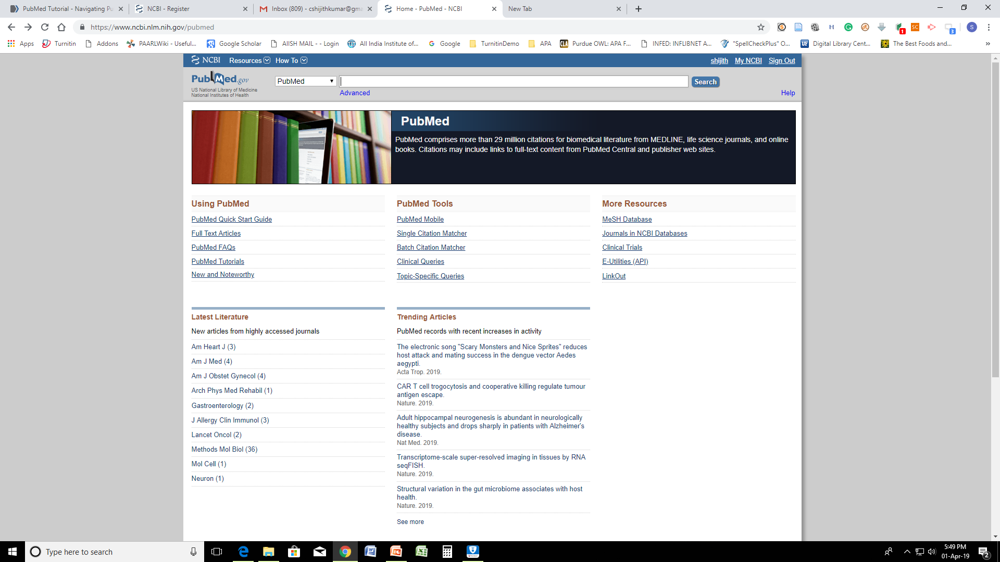 PubMed Tutorial - Navigating Pu
NCBI - Register
Inbox (809) - cshijithkumar@gma
Home - PubMed - NCBI
New Tab
https://www.ncbi.nlm.nih.gov/pubmed
Apps
Turnitin
Addons
PAARLWiki - Useful...
Google Scholar
AIISH MAIL - - Login
All India Institute of...
Google
TurnitinDemo
APA
Purdue OWL: APA F...
INFED: INFLIBNET A...
"SpellCheckPlus" O...
Digital Library Cent...
The Best Foods and...
»
NCBI Resources How To
shijith My NCBI Sign Out
PubMed.gov
US National Library of Medicine
National Institutes of Health
PubMed
Search
Advanced
Help
PubMed
PubMed comprises more than 29 million citations for biomedical literature from MEDLINE, life science journals, and online
books. Citations may include links to full-text content from PubMed Central and publisher web sites.
Using PubMed
PubMed Quick Start Guide
Full Text Articles
PubMed FAQs
PubMed Tutorials
New and Noteworthy
PubMed Tools
PubMed Mobile
Single Citation Matcher
Batch Citation Matcher
Clinical Queries
Topic-Specific Queries
More Resources
MeSH Database
Journals in NCBI Databases
Clinical Trials
E-Utilities (API)
LinkOut
Latest Literature
New articles from highly accessed journals
Am Heart J (3)
Am J Med (4)
Am J Obstet Gynecol (4)
Arch Phys Med Rehabil (1)
Gastroenterology (2)
J Allergy Clin Immunol (3)
Lancet Oncol (2)
Methods Mol Biol (36)
Mol Cell (1)
Neuron (1)
Trending Articles
PubMed records with recent increases in activity
The electronic song "Scary Monsters and Nice Sprites" reduces
host attack and mating success in the dengue vector Aedes
aegypti.
Acta Trop. 2019.
CAR T cell trogocytosis and cooperative killing regulate tumour
antigen escape.
Nature. 2019.
Adult hippocampal neurogenesis is abundant in neurologically
healthy subjects and drops sharply in patients with Alzheimer's
disease.
Nat Med. 2019.
Transcriptome-scale super-resolved imaging in tissues by RNA
seqFISH.
Nature. 2019.
Structural variation in the gut microbiome associates with host
health.
Nature. 2019.
See more
Type here to search
5:49 PM
01-Apr-19
2